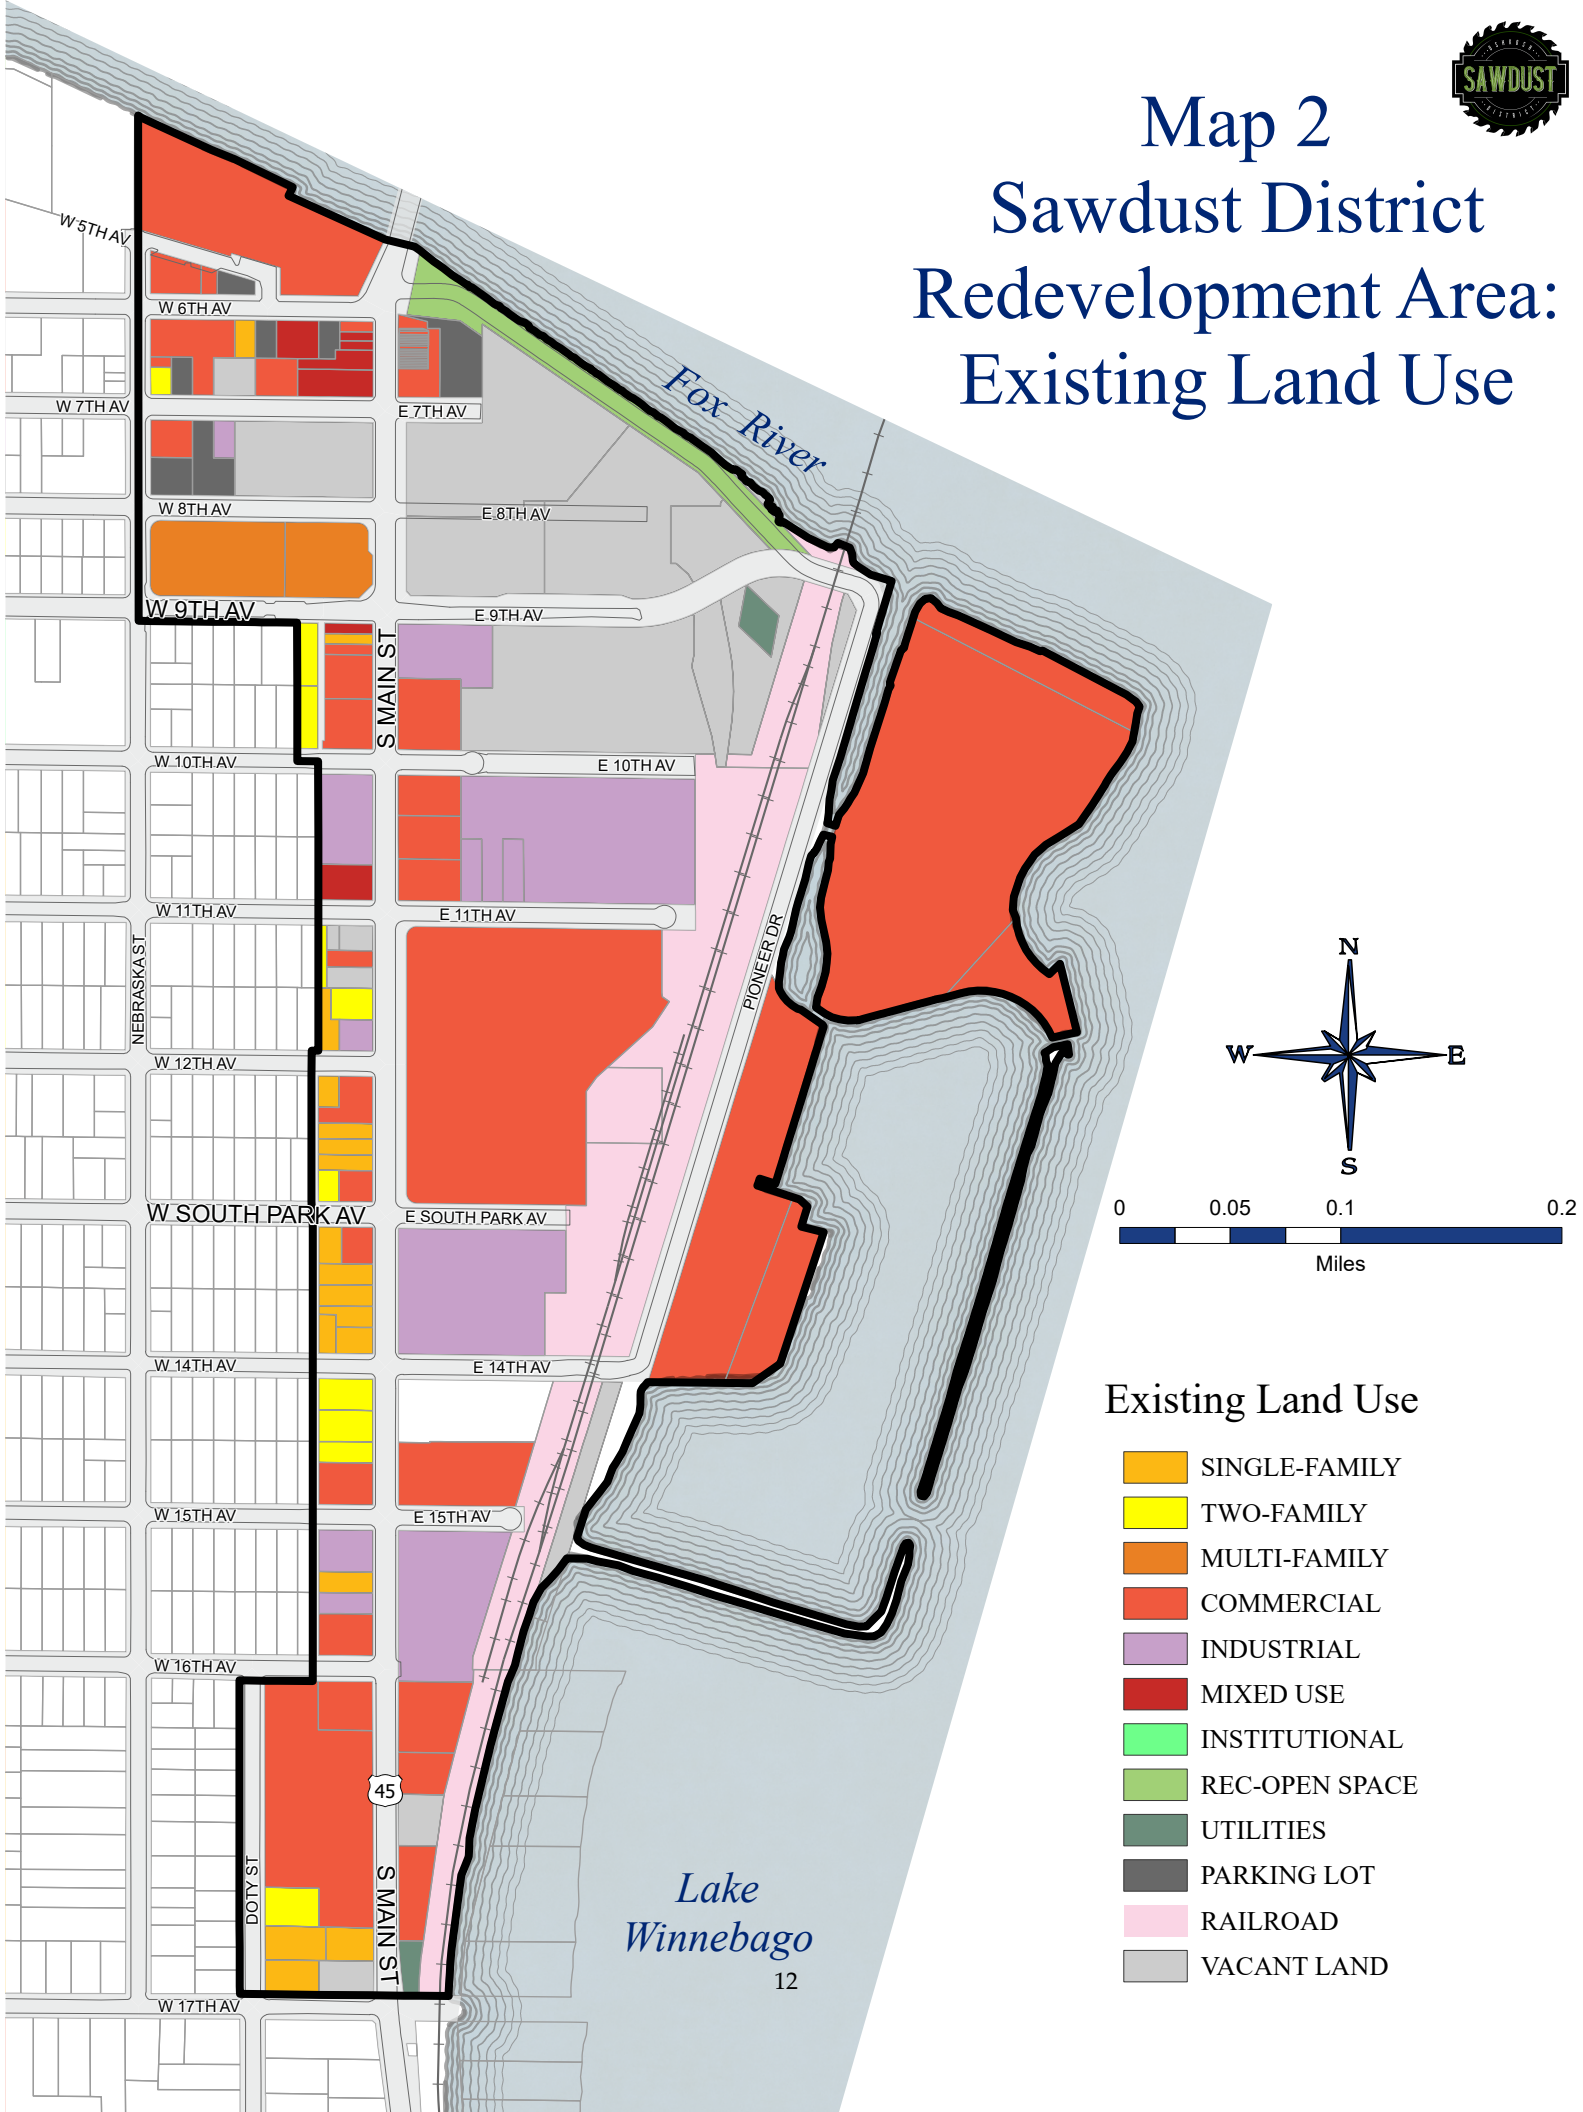 OSHKOSH
SAWDUST
DISTRICT
Map 2
Sawdust District
Redevelopment Area:
Existing Land Use
W 5TH AV
W 6TH AV
W 7TH AV
E 7TH AV
Fox River
W 8TH AV
E 8TH AV
W 9TH AV
E 9TH AV
S MAIN ST
W 10TH AV
E 10TH AV
W 11TH AV
E 11TH AV
NEBRASKA ST
PIONEER DR
W 12TH AV
N
W
E
S
W SOUTH PARK AV
E SOUTH PARK AV
0 0.05 0.1 0.2
Miles
W 14TH AV
E 14TH AV
W 15TH AV
E 15TH AV
W 16TH AV
45
DOTY ST
S MAIN ST
W 17TH AV
Lake
Winnebago
12
Existing Land Use
SINGLE-FAMILY
TWO-FAMILY
MULTI-FAMILY
COMMERCIAL
INDUSTRIAL
MIXED USE
INSTITUTIONAL
REC-OPEN SPACE
UTILITIES
PARKING LOT
RAILROAD
VACANT LAND